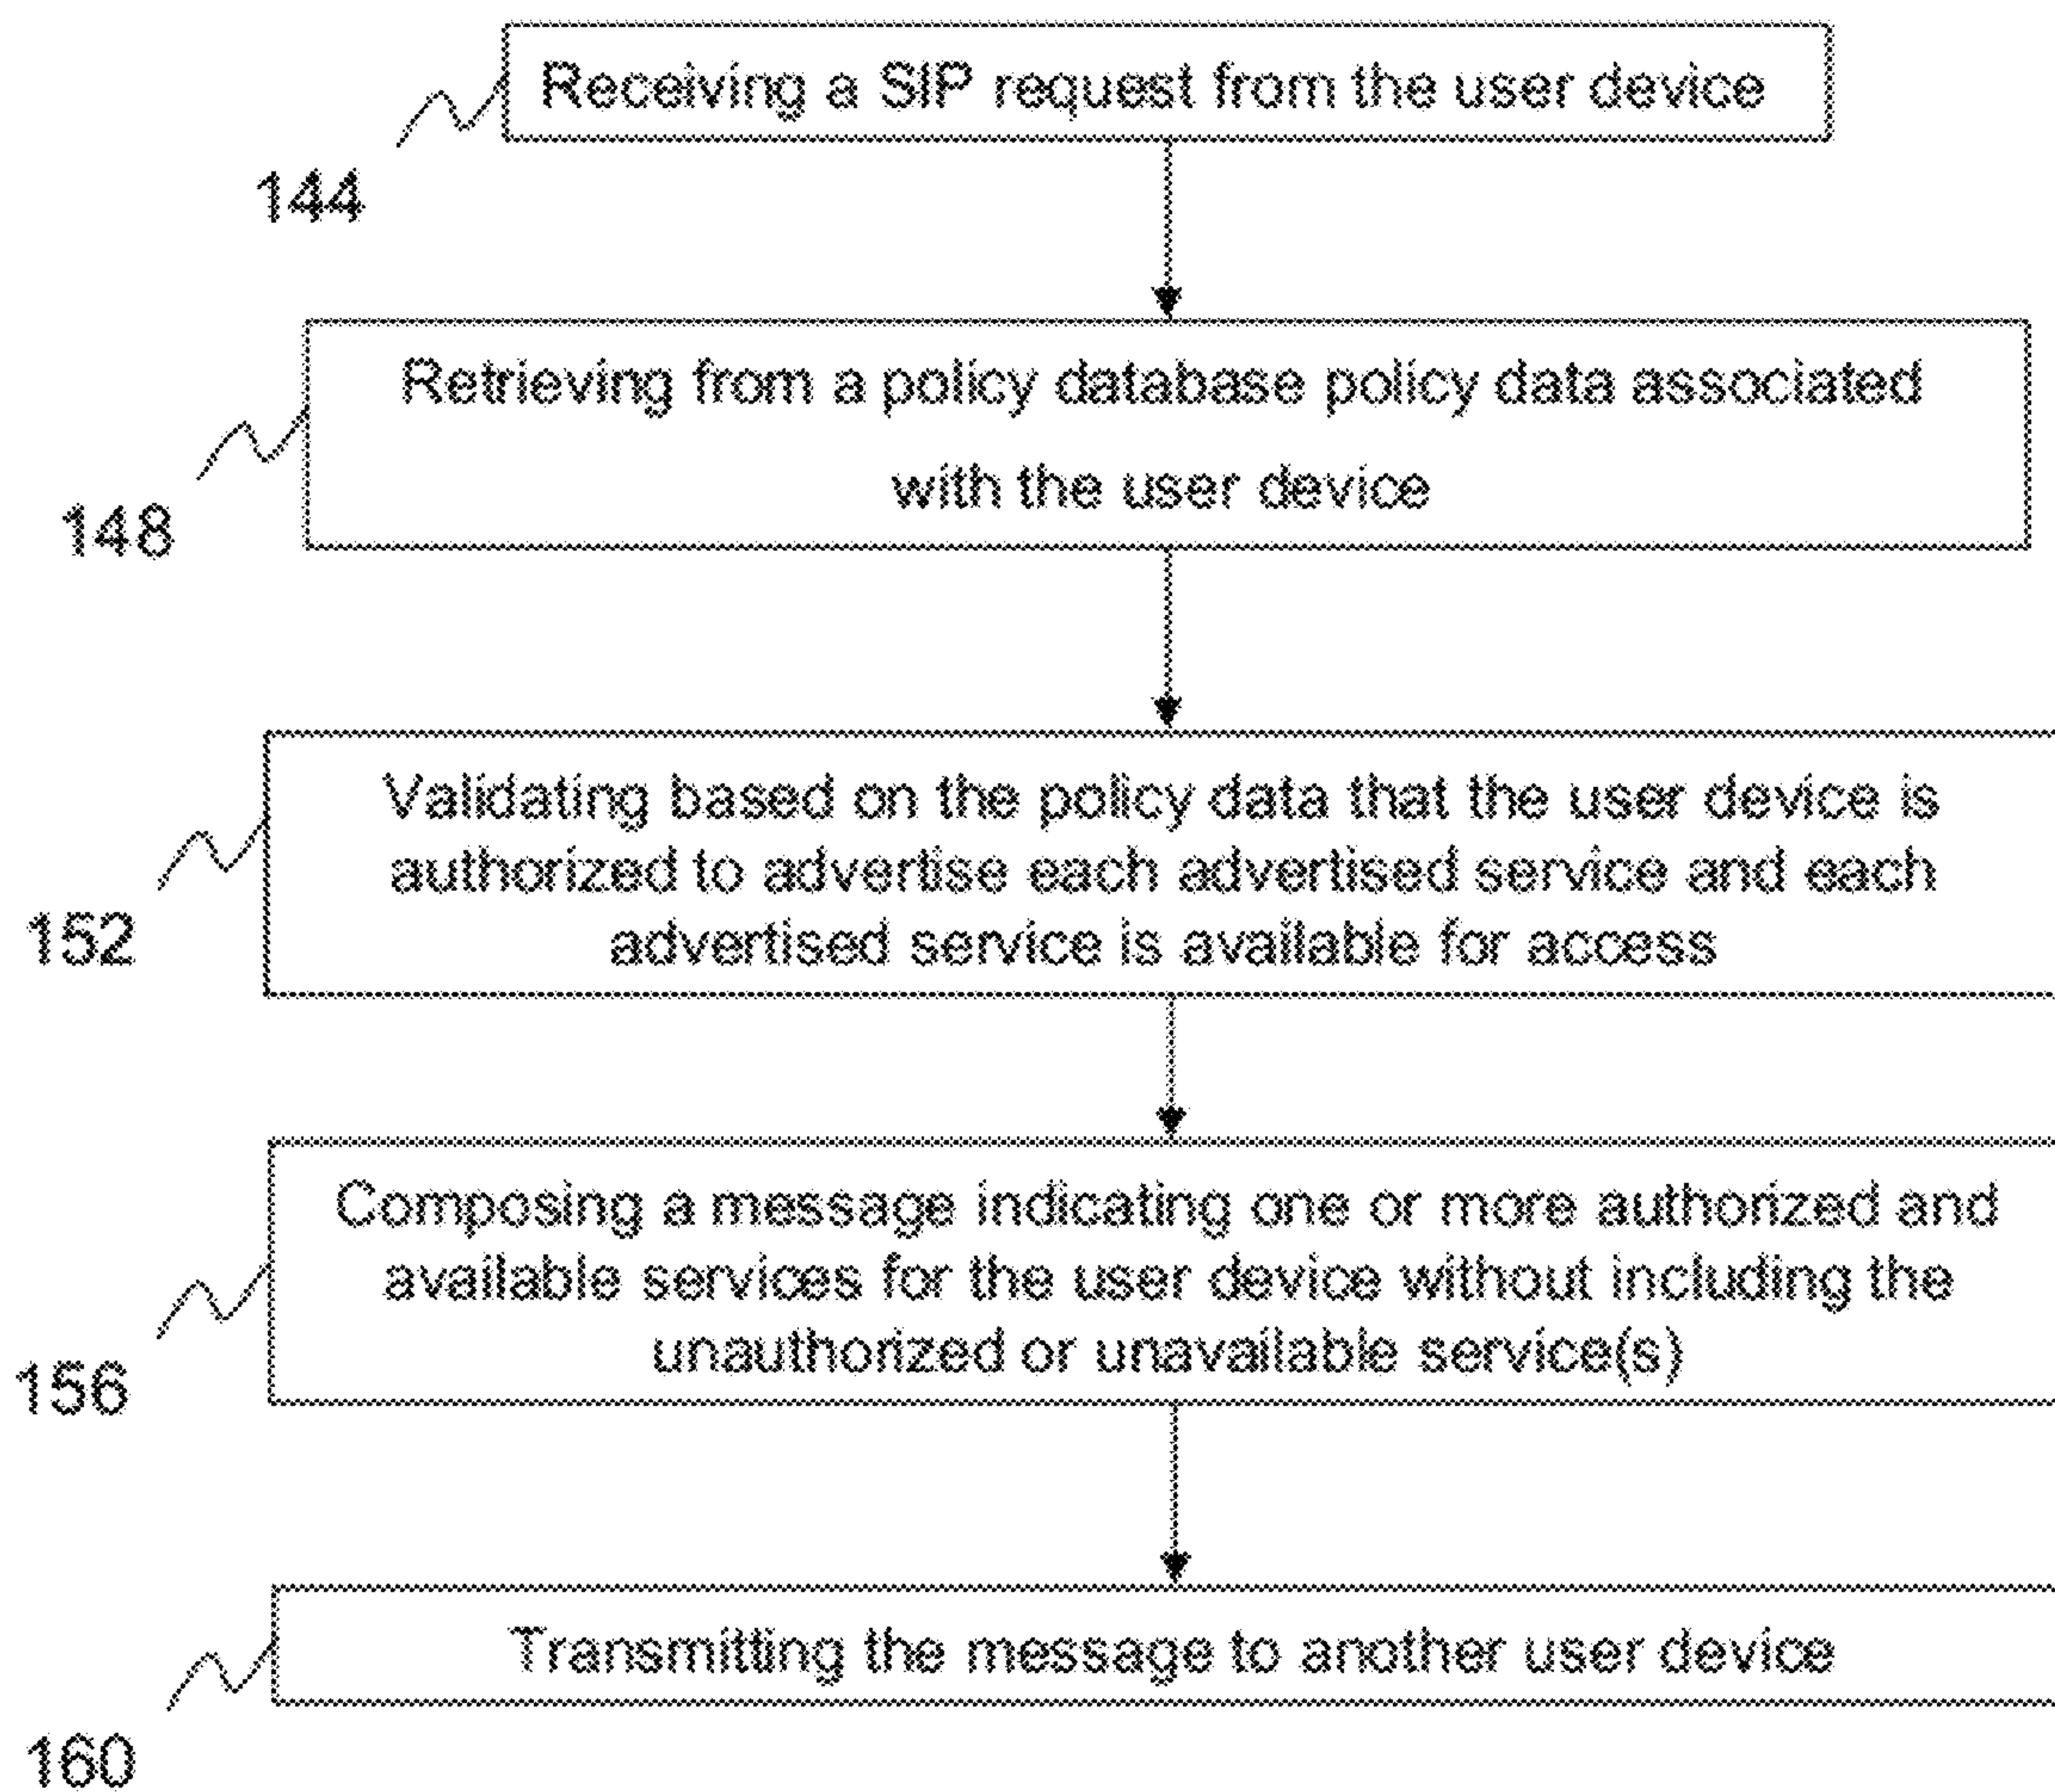 Receiving a SIP request from the user device
144
Retrieving from a policy database policy data associated
with the user device
148
Validating based on the policy data that the user device is
authorized to advertise each advertised service and each
advertised service is available for access
152
Composing a message indicating one or more authorized and
available services for the user device without including the
unauthorized or unavailable service(s)
156
Transmitting the message to another user device
160